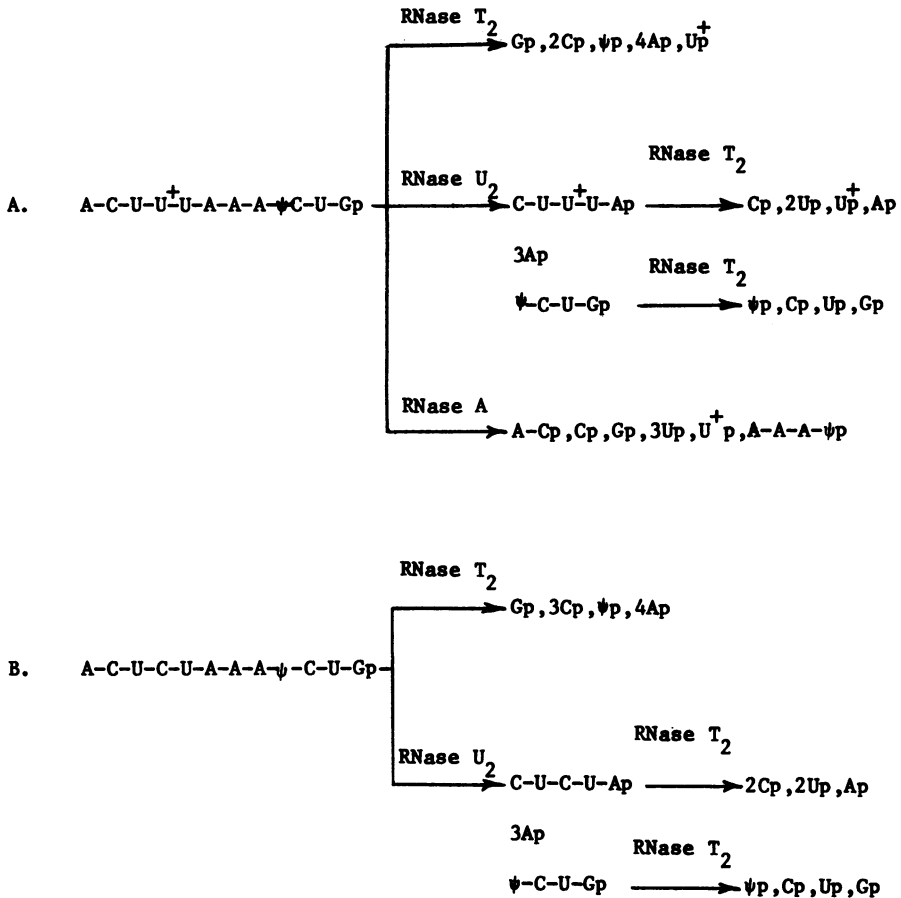 RNase T2
Gp,2Cp,ψp,4Ap,U⁺p
A. A-C-U-U⁺-U-A-A-A-ψC-U-Gp
RNase U2
C-U-U⁺-U-Ap
RNase T2
Cp,2Up,U⁺p,Ap
3Ap
RNase T2
ψ-C-U-Gp
ψp,Cp,Up,Gp
RNase A
A-Cp,Cp,Gp,3Up,U⁺p,A-A-A-ψp
RNase T2
Gp,3Cp,ψp,4Ap
B. A-C-U-C-U-A-A-A-ψ-C-U-Gp
RNase U2
C-U-C-U-Ap
RNase T2
2Cp,2Up,Ap
3Ap
RNase T2
ψ-C-U-Gp
ψp,Cp,Up,Gp